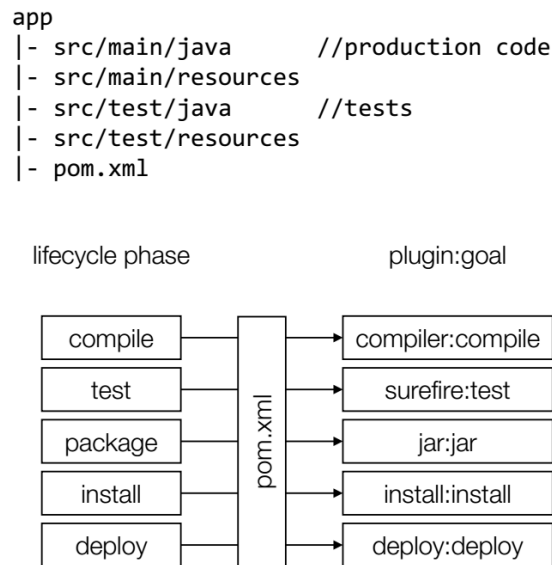 app
|- src/main/java //production code
|- src/main/resources
|- src/test/java //tests
|- src/test/resources
|- pom.xml
lifecycle phase plugin:goal
compile compiler:compile
test surefire:test
package jar:jar
install install:install
deploy deploy:deploy
pom.xml